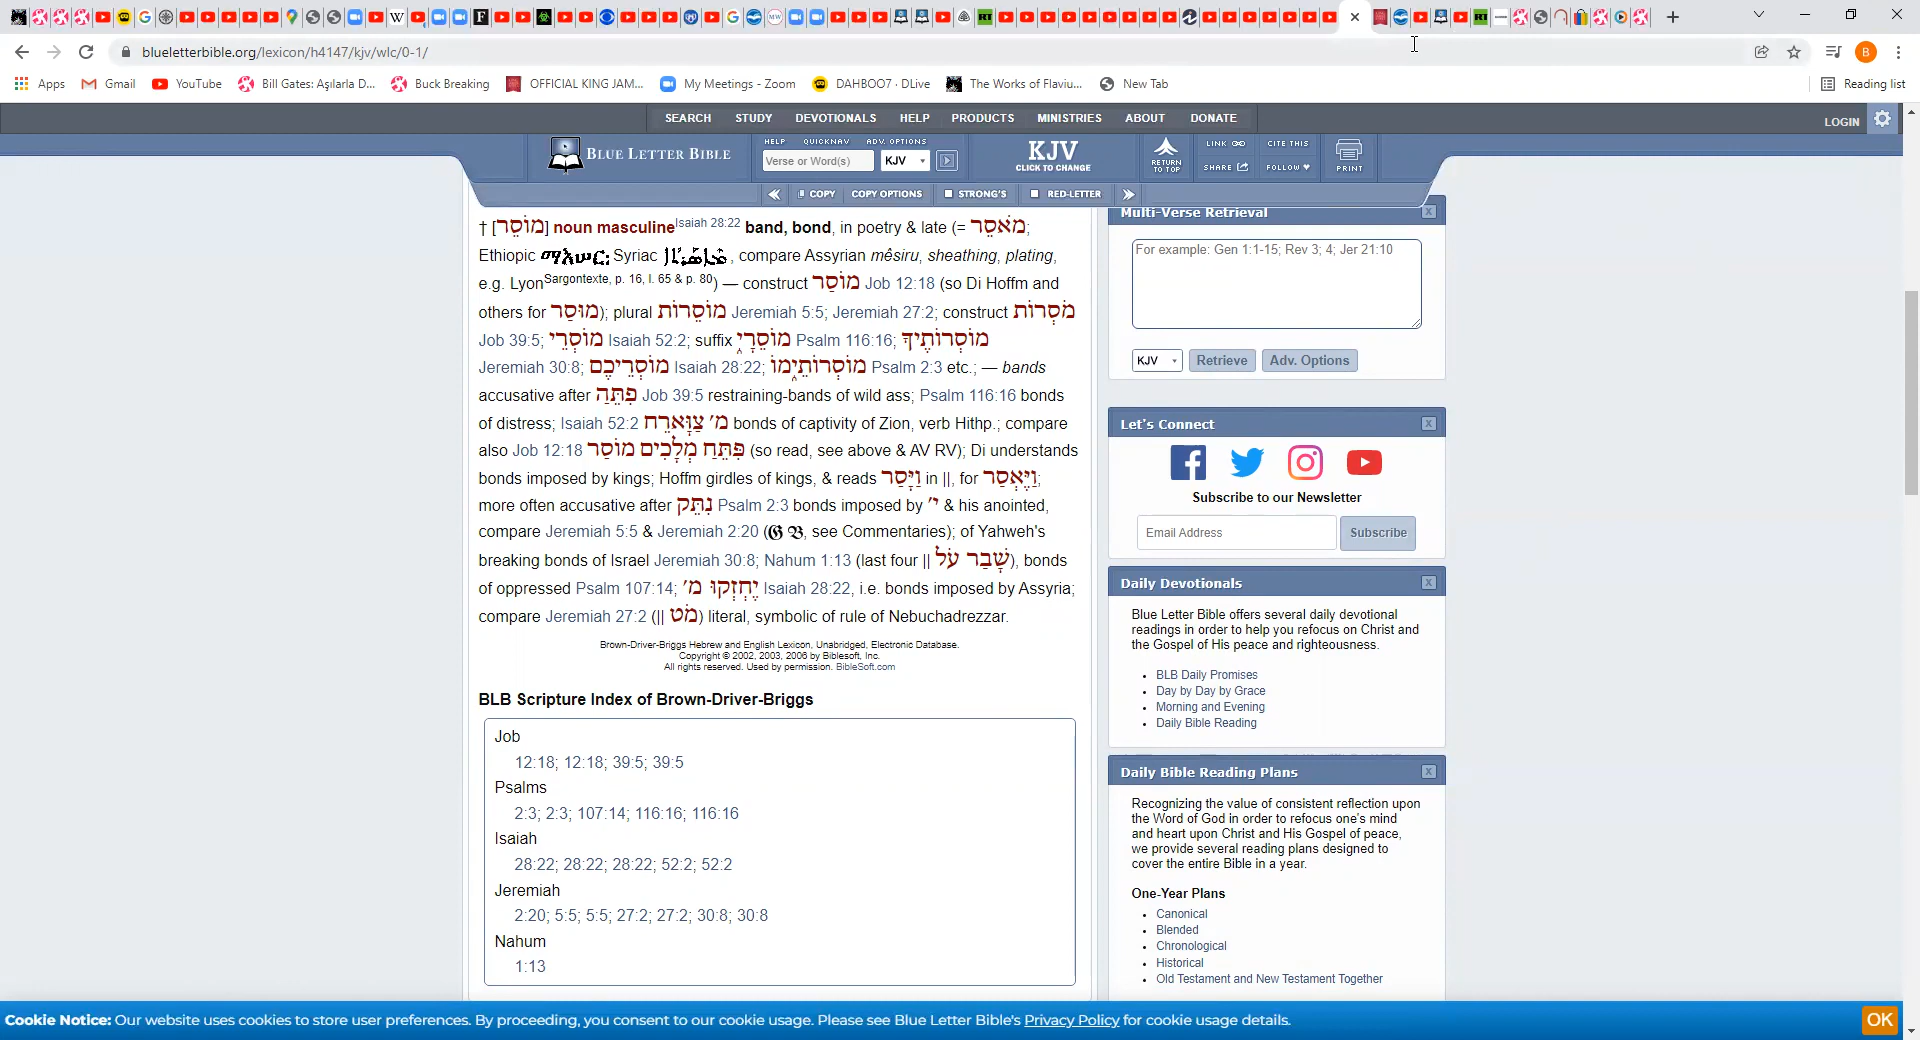 blueletterbible.org/lexicon/h4147/kjv/wlc/0-1/
Apps Gmail YouTube Bill Gates: Aşılarla D... Buck Breaking OFFICIAL KING JAM... My Meetings - Zoom DAHBOO7 · DLive The Works of Flaviu... New Tab Reading list
SEARCH STUDY DEVOTIONALS HELP PRODUCTS MINISTRIES ABOUT DONATE LOGIN
HELP QUICKNAV ADV. OPTIONS
BLUE LETTER BIBLE
Verse or Word(s) KJV
KJV
CLICK TO CHANGE
RETURN TO TOP
LINK CITE THIS
SHARE FOLLOW
PRINT
COPY COPY OPTIONS STRONG'S RED-LETTER
† [מוֹסֵר] noun masculine Isaiah 28:22 band, bond, in poetry & late (= מֹאסֵר;
Ethiopic ማእሠር: Syriac , compare Assyrian mêsiru, sheathing, plating,
e.g. Lyon Sargontexte, p. 16, l. 65 & p. 80) — construct מוֹסַר Job 12:18 (so Di Hoffm and
others for מוּסַר); plural מוֹסֵרוֹת Jeremiah 5:5; Jeremiah 27:2; construct מֹסְרוֹת
Job 39:5; מוֹסְרֵי Isaiah 52:2; suffix מוֹסֵרָ֑י Psalm 116:16; מוֹסְרוֹתֶיךָ
Jeremiah 30:8; מוֹסְרֵיכֶם Isaiah 28:22; מוֹסְרוֹתֵ֑ימוֹ Psalm 2:3 etc.; — bands
accusative after פִּתֵּחַ Job 39:5 restraining-bands of wild ass; Psalm 116:16 bonds
of distress; Isaiah 52:2 מ׳ צַוָּארֵח bonds of captivity of Zion, verb Hithp.; compare
also Job 12:18 פִּתֵּחַ מְלָכִים מוֹסַר (so read, see above & AV RV); Di understands
bonds imposed by kings; Hoffm girdles of kings, & reads וַיָּסַר in ||, for וַיֶּאְסַר;
more often accusative after נִתֵּק Psalm 2:3 bonds imposed by י׳ & his anointed,
compare Jeremiah 5:5 & Jeremiah 2:20 (𝔊 𝔙, see Commentaries); of Yahweh's
breaking bonds of Israel Jeremiah 30:8; Nahum 1:13 (last four || שָׁבַר עֹל), bonds
of oppressed Psalm 107:14; יֶחְזְקוּ מ׳ Isaiah 28:22, i.e. bonds imposed by Assyria;
compare Jeremiah 27:2 (|| מֹט) literal, symbolic of rule of Nebuchadrezzar.
Brown-Driver-Briggs Hebrew and English Lexicon, Unabridged, Electronic Database.
Copyright © 2002, 2003, 2006 by Biblesoft, Inc.
All rights reserved. Used by permission. BibleSoft.com
BLB Scripture Index of Brown-Driver-Briggs
Job
12:18; 12:18; 39:5; 39:5
Psalms
2:3; 2:3; 107:14; 116:16; 116:16
Isaiah
28:22; 28:22; 28:22; 52:2; 52:2
Jeremiah
2:20; 5:5; 5:5; 27:2; 27:2; 30:8; 30:8
Nahum
1:13
Multi-Verse Retrieval
For example: Gen 1:1-15; Rev 3; 4; Jer 21:10
KJV Retrieve Adv. Options
Let's Connect
Subscribe to our Newsletter
Email Address Subscribe
Daily Devotionals
Blue Letter Bible offers several daily devotional
readings in order to help you refocus on Christ and
the Gospel of His peace and righteousness.
BLB Daily Promises
Day by Day by Grace
Morning and Evening
Daily Bible Reading
Daily Bible Reading Plans
Recognizing the value of consistent reflection upon
the Word of God in order to refocus one's mind
and heart upon Christ and His Gospel of peace,
we provide several reading plans designed to
cover the entire Bible in a year.
One-Year Plans
Canonical
Blended
Chronological
Historical
Old Testament and New Testament Together
Cookie Notice: Our website uses cookies to store user preferences. By proceeding, you consent to our cookie usage. Please see Blue Letter Bible's Privacy Policy for cookie usage details.
OK